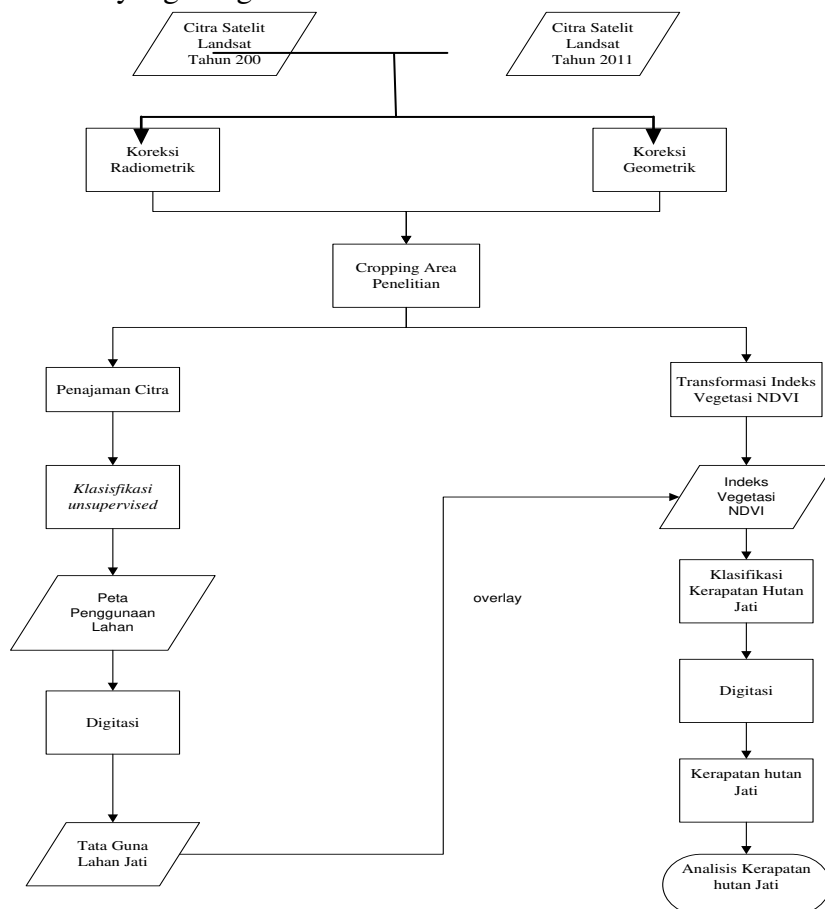 Citra Satelit
Landsat
Tahun 200
Citra Satelit
Landsat
Tahun 2011
Koreksi
Radiometrik
Koreksi
Geometrik
Cropping Area
Penelitian
Penajaman Citra
Transformasi Indeks
Vegetasi NDVI
Klasisfikasi
unsupervised
Indeks
Vegetasi
NDVI
Peta
Penggunaan
Lahan
overlay
Klasifikasi
Kerapatan Hutan
Jati
Digitasi
Digitasi
Kerapatan hutan
Jati
Tata Guna
Lahan Jati
Analisis Kerapatan
hutan Jati